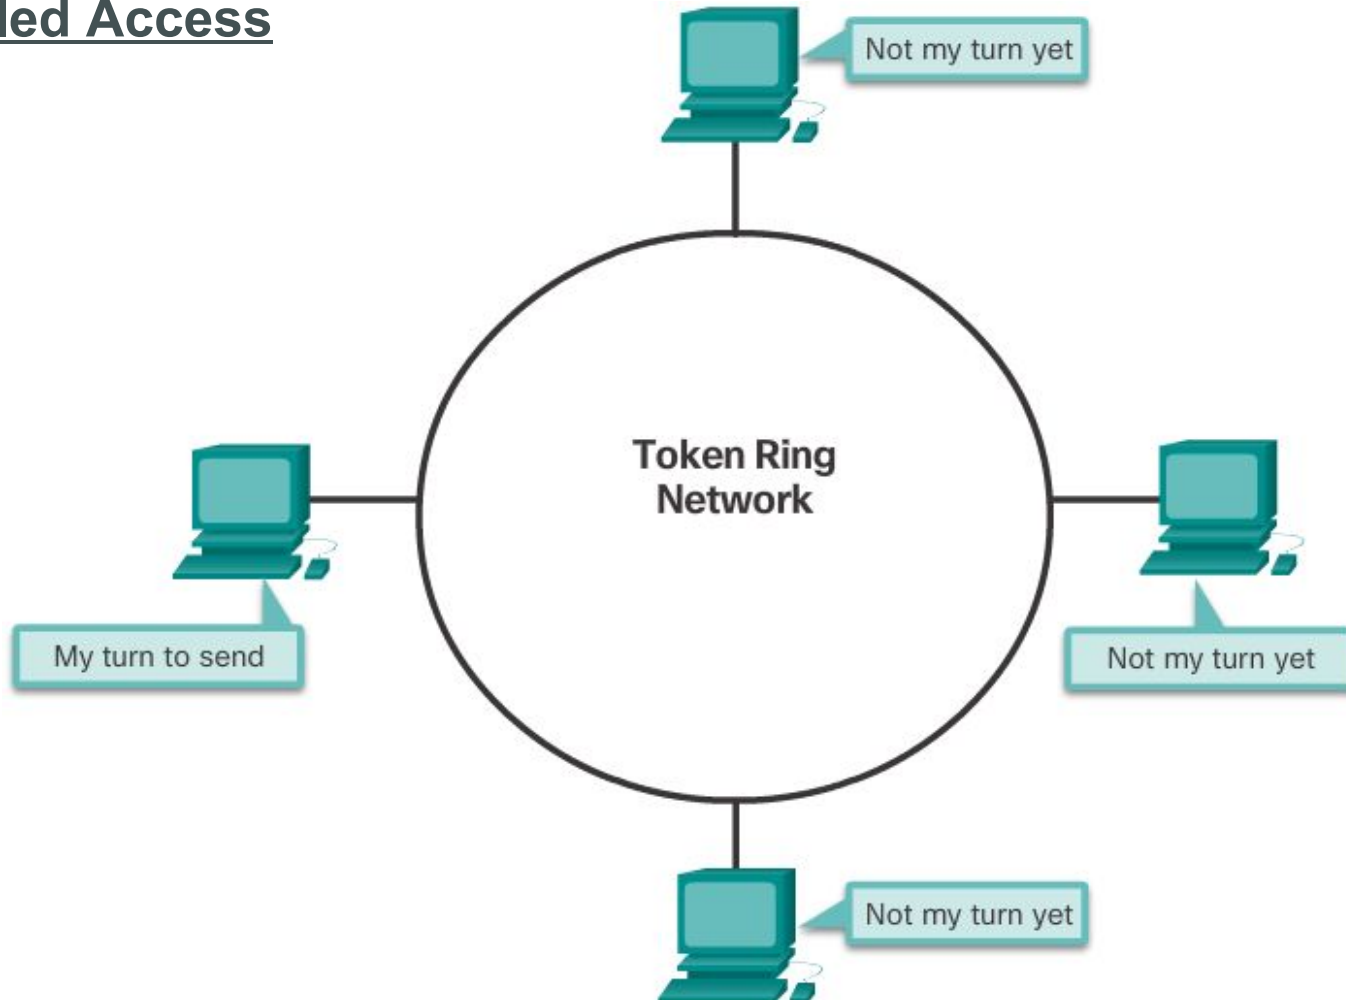 led Access
Not my turn yet
Token Ring
Network
My turn to send
Not my turn yet
Not my turn yet